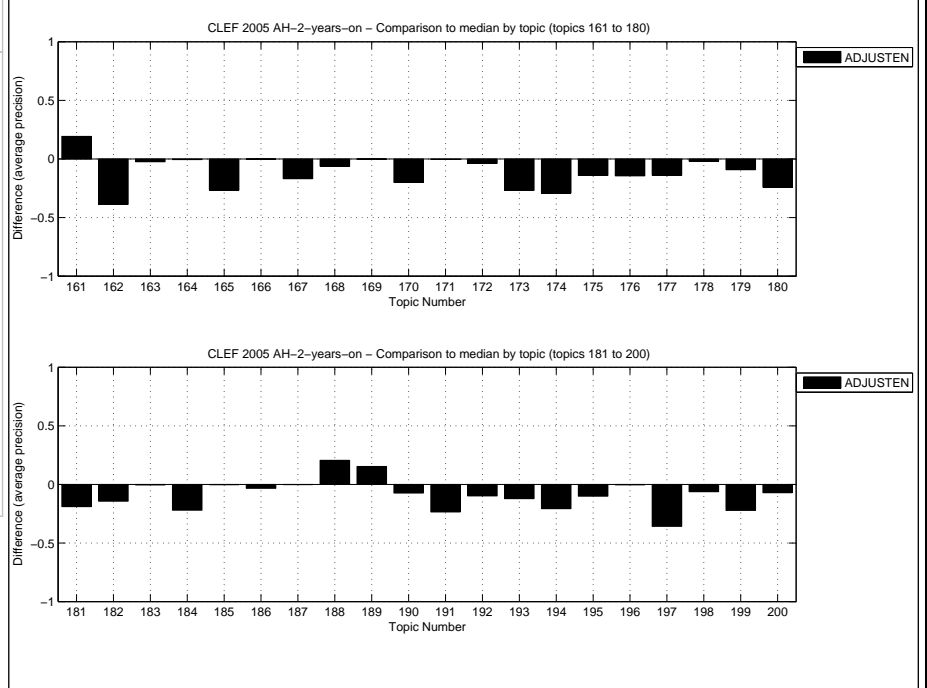 CLEF 2005 AH−2−years−on − Comparison to median by topic (topics 161 to 180)
1
0.5
0
−0.5
−1
Difference (average precision)
ADJUSTEN
161 162 163 164 165 166 167 168 169 170 171 172 173 174 175 176 177 178 179 180
Topic Number
CLEF 2005 AH−2−years−on − Comparison to median by topic (topics 181 to 200)
1
0.5
0
−0.5
−1
Difference (average precision)
ADJUSTEN
181 182 183 184 185 186 187 188 189 190 191 192 193 194 195 196 197 198 199 200
Topic Number